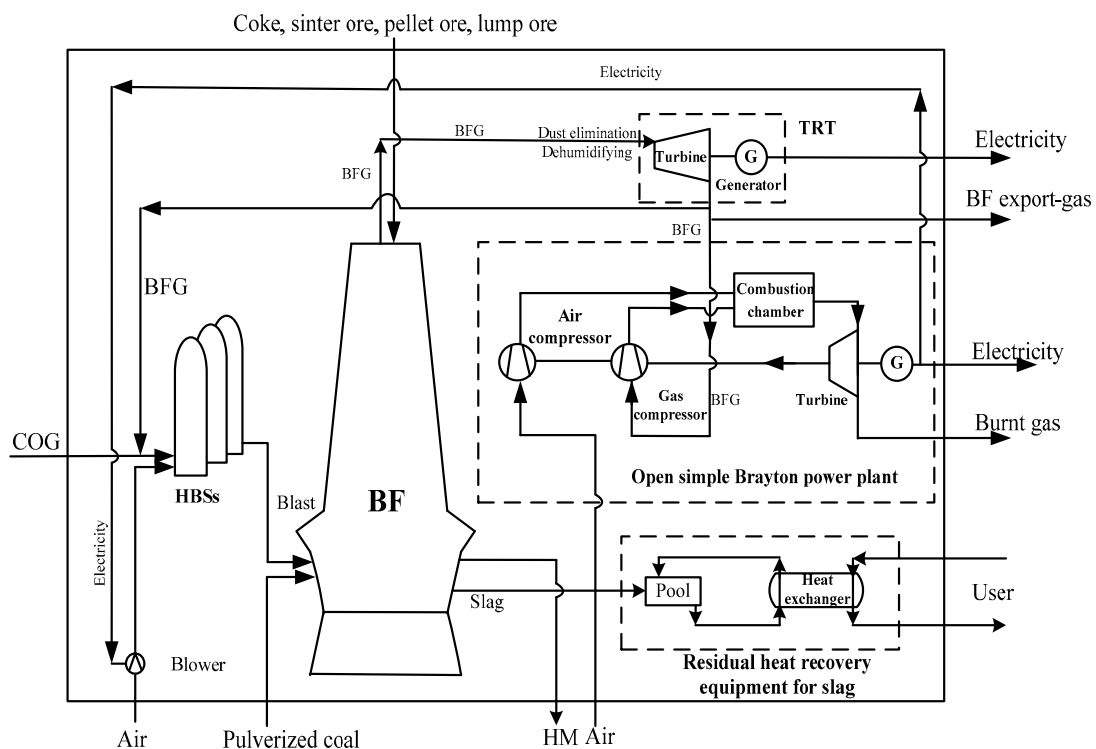 Coke, sinter ore, pellet ore, lump ore
Electricity
BFG
Dust elimination
Dehumidifying
TRT
Turbine
G
Generator
Electricity
BFG
BF export-gas
BFG
BFG
Combustion
chamber
Air
compressor
Electricity
G
Gas
compressor
BFG
Turbine
Burnt gas
COG
HBSs
Open simple Brayton power plant
Blast
BF
Electricity
Slag
Pool
Heat
exchanger
User
Blower
Residual heat recovery
equipment for slag
Air
Pulverized coal
HM
Air